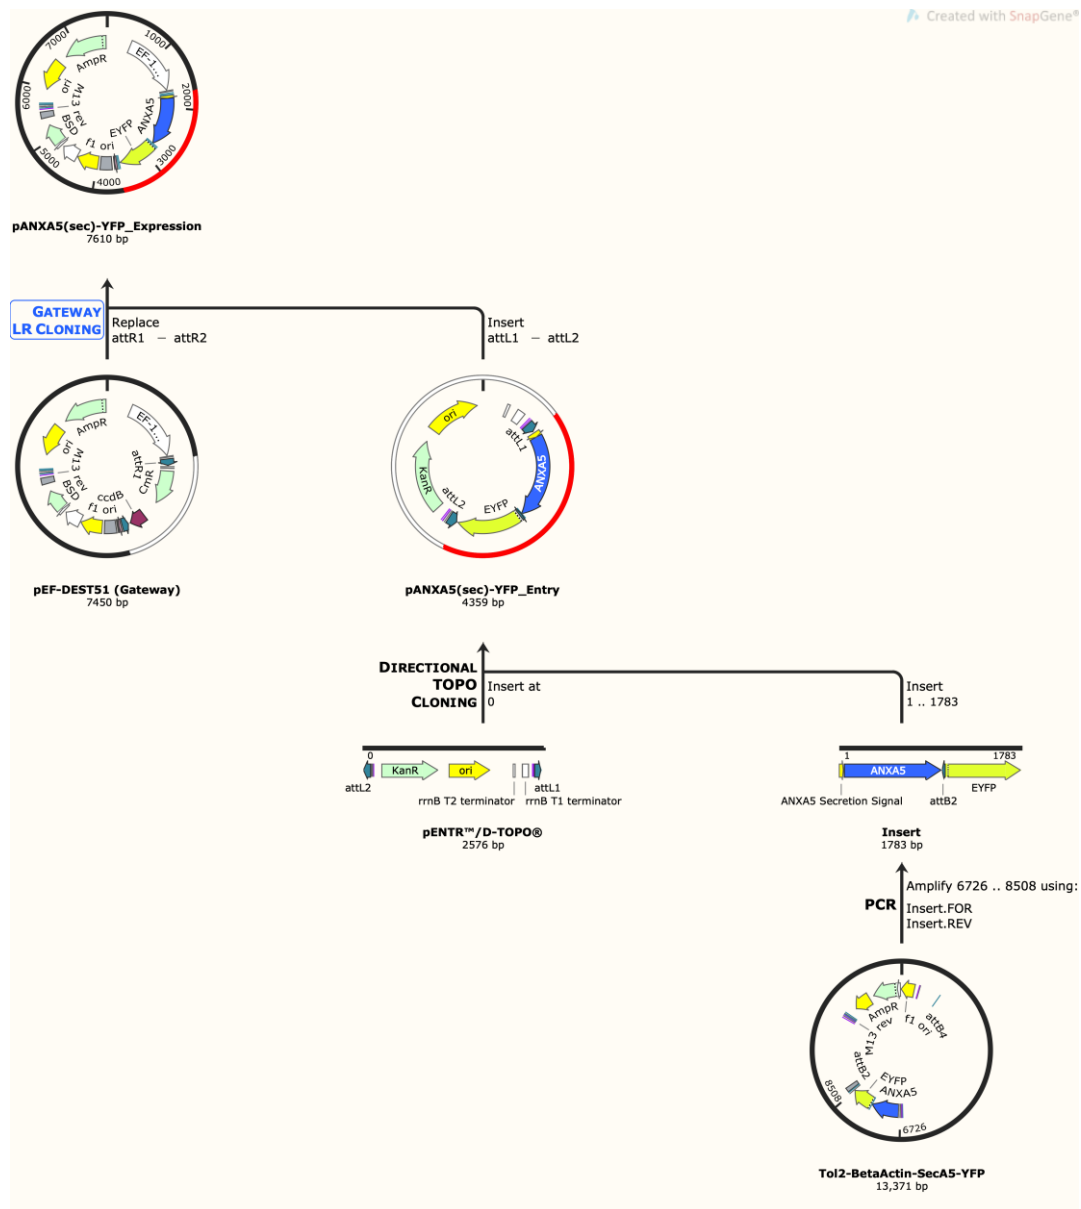 Created with SnapGene®
7000
1000
AmpR
EF-1...
6000
ori
2000
M13 rev
BSD
ANXA5
EYFP
f1 ori
5000
3000
4000
pANXA5(sec)-YFP_Expression
7610 bp
GATEWAY
LR CLONING
Replace
attR1 – attR2
Insert
attL1 – attL2
AmpR
EF-1...
ori
M13 rev
attR1
CmR
BSD
ccdB
f1 ori
pEF-DEST51 (Gateway)
7450 bp
ori
attL1
KanR
ANXA5
attL2
EYFP
pANXA5(sec)-YFP_Entry
4359 bp
DIRECTIONAL
TOPO
CLONING
Insert at
0
Insert
1 .. 1783
0
KanR
ori
attL2
attL1
rrnB T2 terminator
rrnB T1 terminator
pENTR™/D-TOPO®
2576 bp
1
1783
ANXA5
EYFP
ANXA5 Secretion Signal
attB2
Insert
1783 bp
PCR
Amplify 6726 .. 8508 using:
Insert.FOR
Insert.REV
AmpR
f1 ori
attB4
M13 rev
attB2
EYFP
ANXA5
8508
6726
Tol2-BetaActin-SecA5-YFP
13,371 bp